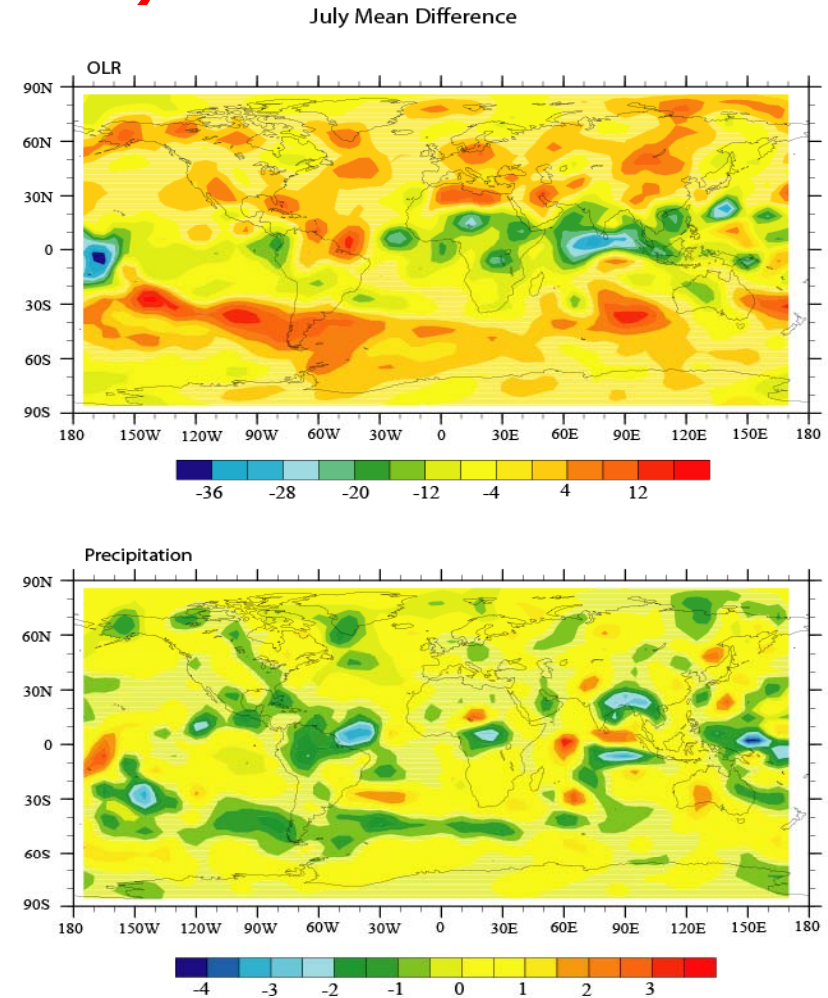 July Mean Difference
OLR
90N
60N
30N
0
30S
60S
90S
180 150W 120W 90W 60W 30W 0 30E 60E 90E 120E 150E 180
-36 -28 -20 -12 -4 4 12
Precipitation
90N
60N
30N
0
30S
60S
90S
180 150W 120W 90W 60W 30W 0 30E 60E 90E 120E 150E 180
-4 -3 -2 -1 0 1 2 3